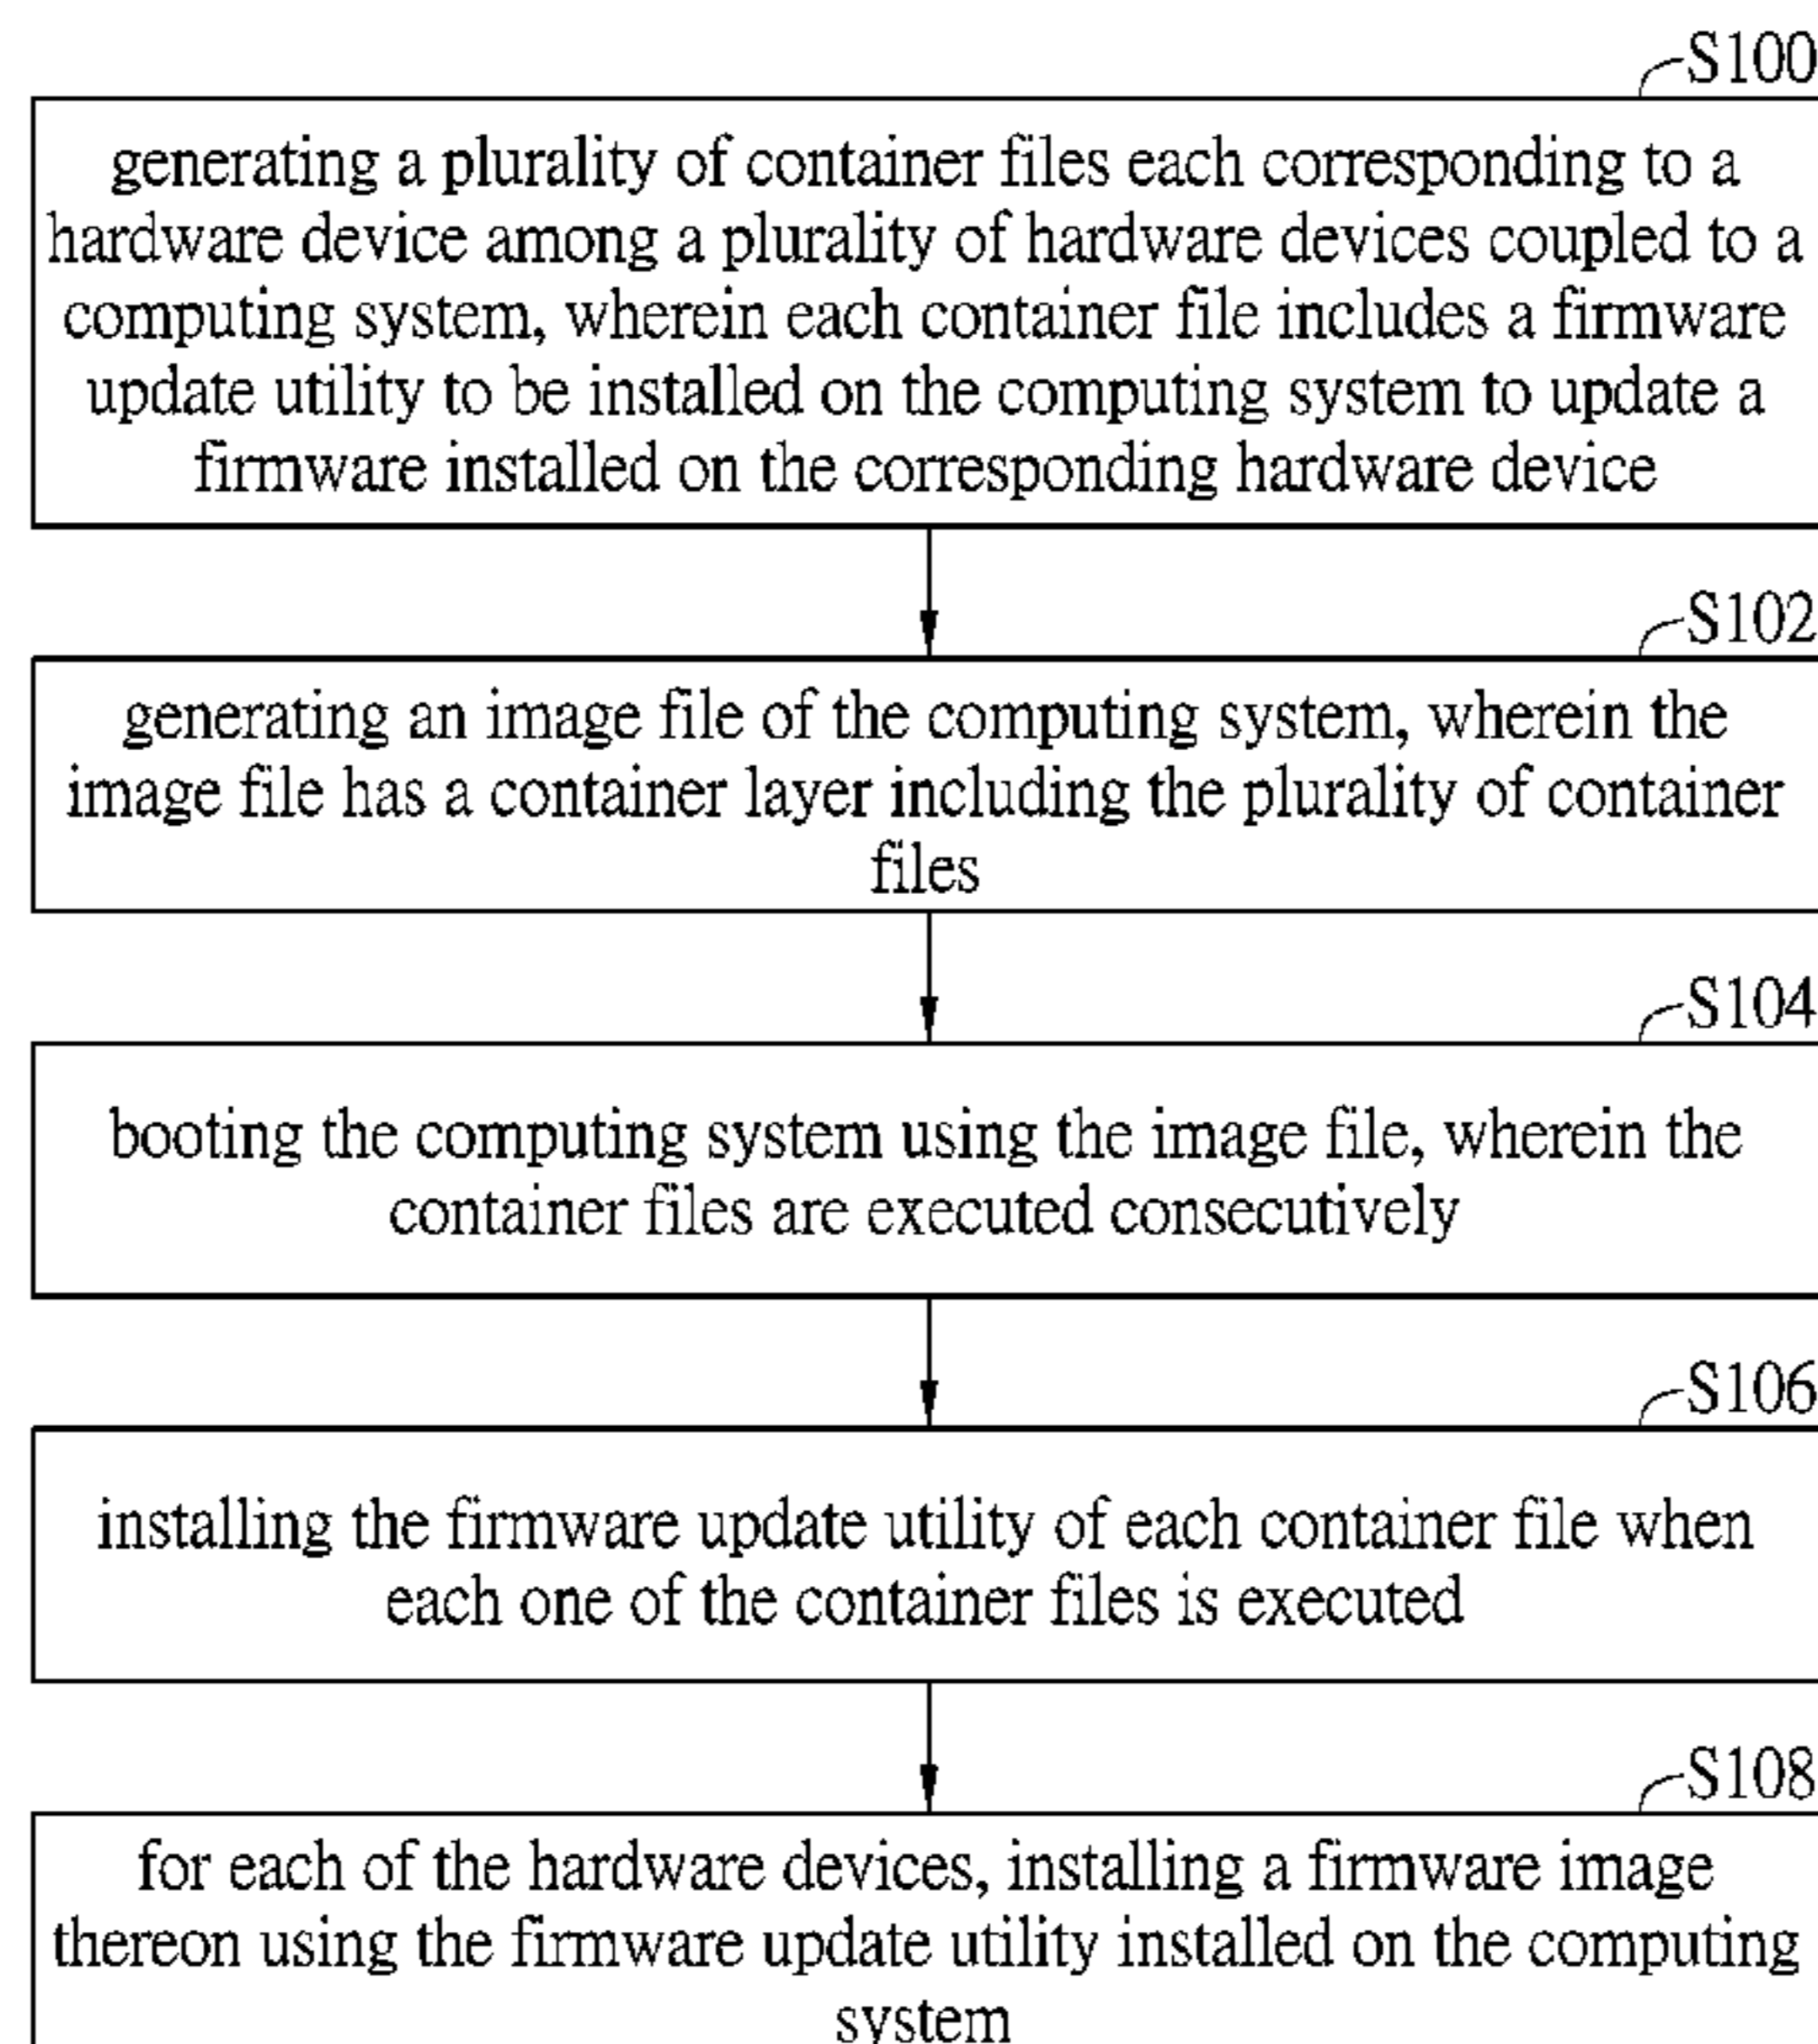 S100
generating a plurality of container files each corresponding to a
hardware device among a plurality of hardware devices coupled to a
computing system, wherein each container file includes a firmware
update utility to be installed on the computing system to update a
firmware installed on the corresponding hardware device
S102
generating an image file of the computing system, wherein the
image file has a container layer including the plurality of container
files
S104
booting the computing system using the image file, wherein the
container files are executed consecutively
S106
installing the firmware update utility of each container file when
each one of the container files is executed
S108
for each of the hardware devices, installing a firmware image
thereon using the firmware update utility installed on the computing
system